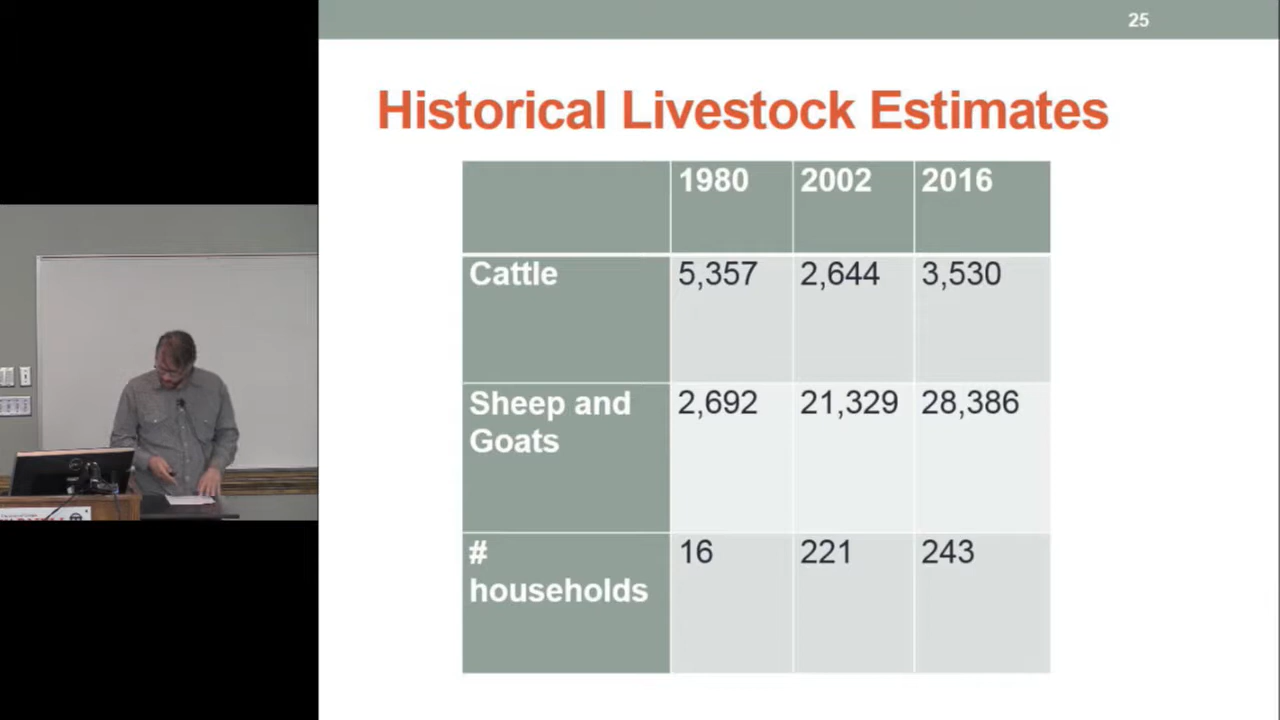 25
Historical Livestock Estimates
1980 2002 2016
Cattle 5,357 2,644 3,530
Sheep and Goats 2,692 21,329 28,386
# households 16 221 243